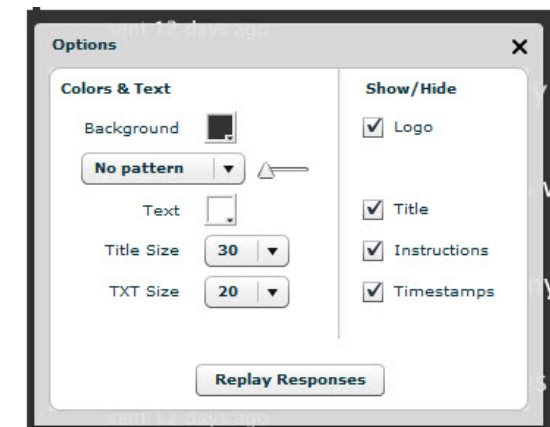 sent 12 days ago
Options
Colors & Text
Show/Hide
Background
Logo
No pattern
Text
Title
Title Size
30
Instructions
TXT Size
20
Timestamps
Replay Responses
sent 12 days ago